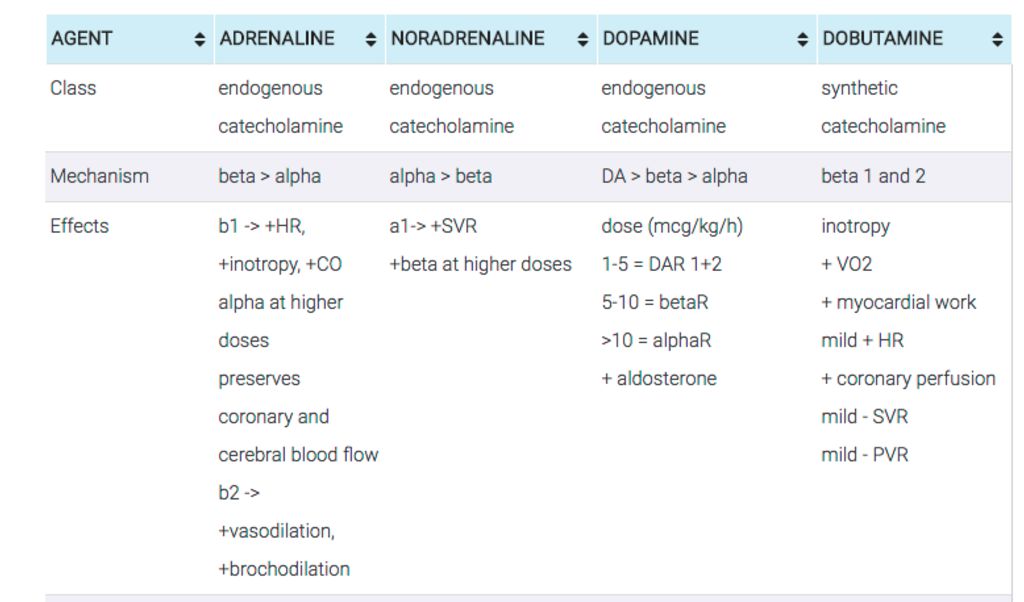 AGENT ADRENALINE NORADRENALINE DOPAMINE DOBUTAMINE
Class endogenous endogenous endogenous synthetic
catecholamine catecholamine catecholamine catecholamine
Mechanism beta > alpha alpha > beta DA > beta > alpha beta 1 and 2
Effects b1 -> +HR, a1-> +SVR dose (mcg/kg/h) inotropy
+inotropy, +CO +beta at higher doses 1-5 = DAR 1+2 + VO2
alpha at higher 5-10 = betaR + myocardial work
doses >10 = alphaR mild + HR
preserves + aldosterone + coronary perfusion
coronary and mild - SVR
cerebral blood flow mild - PVR
b2 ->
+vasodilation,
+brochodilation